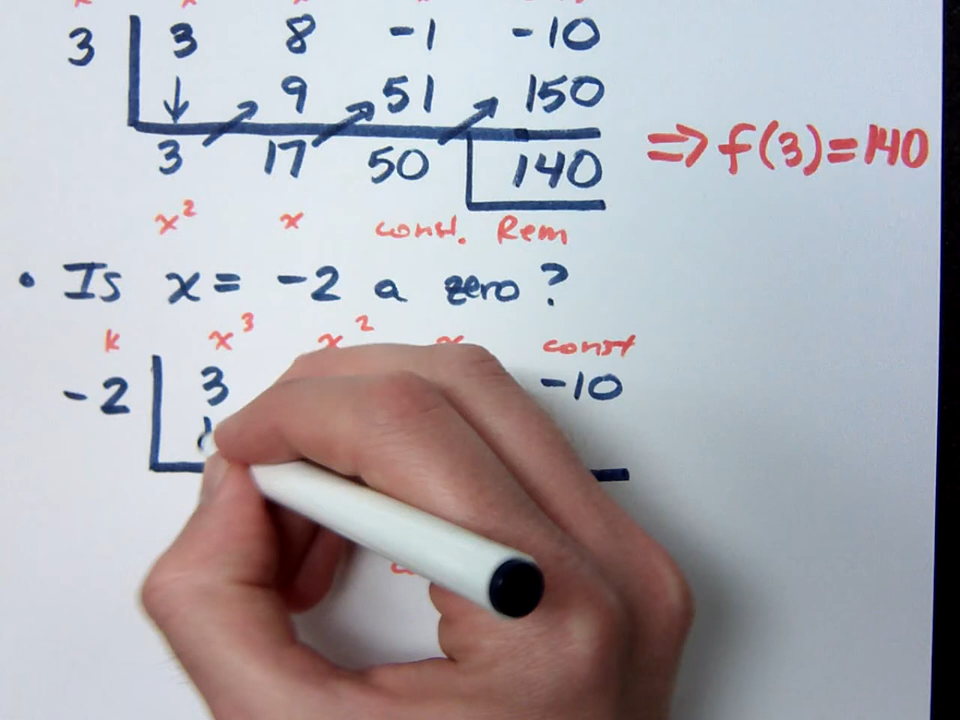 3 3 8 -1 -10
9 51 150
3 17 50 140 ⇒ f(3)=140
x² x const. Rem
• Is x = -2 a zero?
k x³ x² x const
-2 3 -10